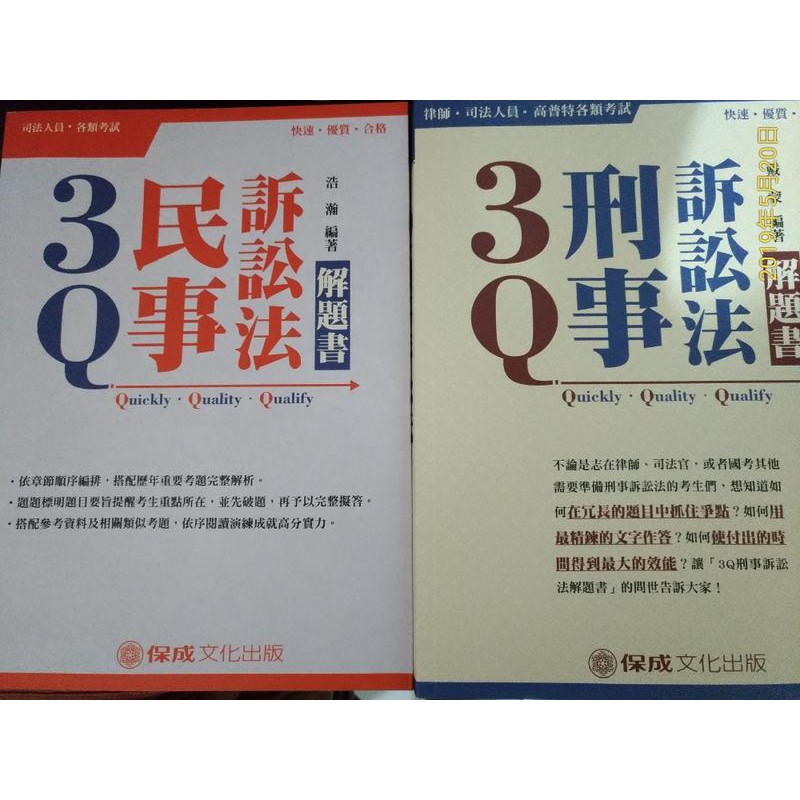 司法人員・各類考試
快速・優質・合格
3Q
民事
訴訟法
浩瀚 編著
解題書
Quickly・Quality・Qualify
・依章節順序編排，搭配歷年重要考題完整解析。
・題題標明題目要旨提醒考生重點所在，並先破題，再予以完整擬答。
・搭配參考資料及相關類似考題，依序閱讀演練成就高分實力。
保成文化出版
律師・司法人員・高普特各類考試
快速・優質・
3Q
刑事
訴訟法
編著
解題書
2019年5月20日
Quickly・Quality・Qualify
不論是志在律師、司法官，或者國考其他
需要準備刑事訴訟法的考生們，想知道如
何在冗長的題目中抓住爭點？如何用
最精鍊的文字作答？如何使付出的時
間得到最大的效能？讓「3Q刑事訴訟
法解題書」的問世告訴大家！
保成文化出版